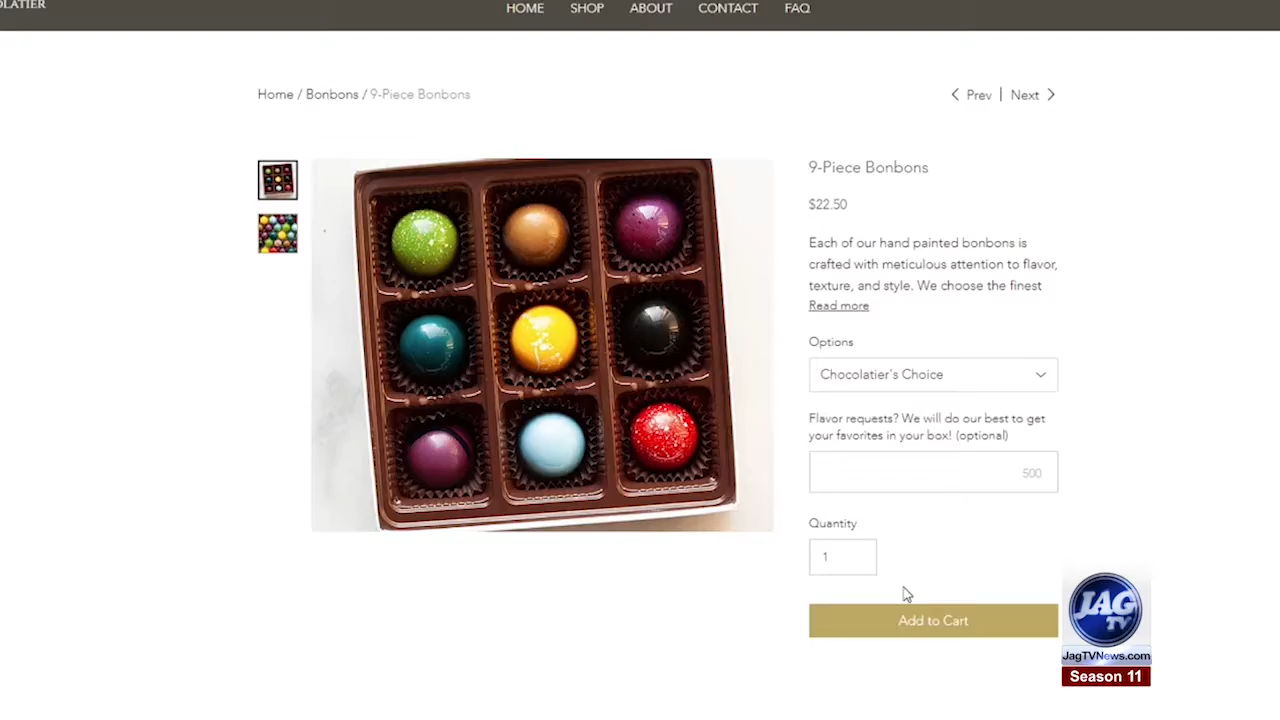 HOME SHOP ABOUT CONTACT FAQ
Home / Bonbons / 9-Piece Bonbons
Prev | Next
9-Piece Bonbons
$22.50
Each of our hand painted bonbons is
crafted with meticulous attention to flavor,
texture, and style. We choose the finest
Read more
Options
Chocolatier's Choice
Flavor requests? We will do our best to get
your favorites in your box! (optional)
500
Quantity
1
Add to Cart
JAG
TV
JagTVNews.com
Season 11